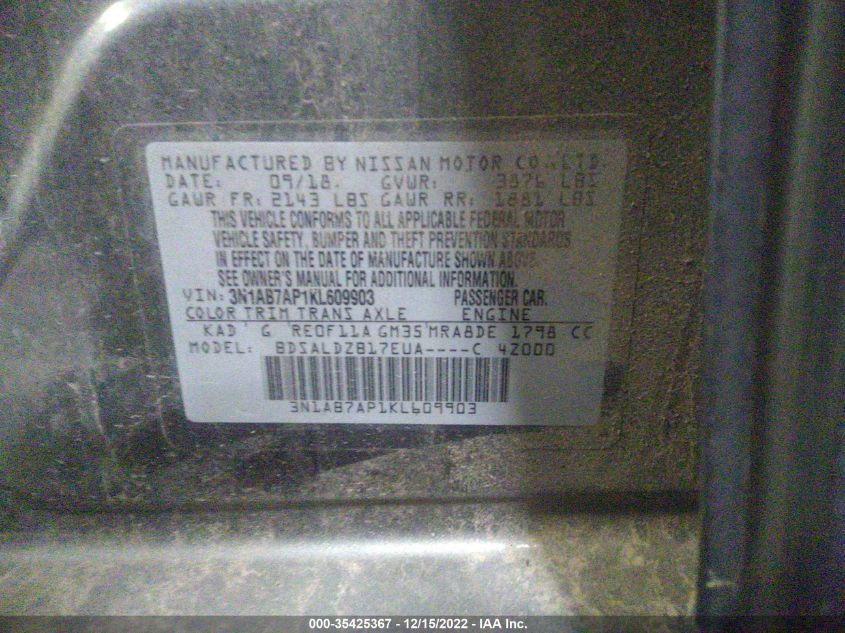 MANUFACTURED BY NISSAN MOTOR CO., LTD.
DATE: 09/18. GVWR: 3876 LBS
GAWR FR: 2143 LBS GAWR RR: 1881 LBS
THIS VEHICLE CONFORMS TO ALL APPLICABLE FEDERAL MOTOR
VEHICLE SAFETY, BUMPER AND THEFT PREVENTION STANDARDS
IN EFFECT ON THE DATE OF MANUFACTURE SHOWN ABOVE.
SEE OWNER'S MANUAL FOR ADDITIONAL INFORMATION.
VIN: 3N1AB7AP1KL609903 PASSENGER CAR.
COLOR TRIM TRANS AXLE ENGINE
KAD G RE0F11A GM35 MRA8DE 1798 CC
MODEL: BDSALDZB17EUA----C 4Z000
3N1AB7AP1KL609903
000-35425367 - 12/15/2022 - IAA Inc.